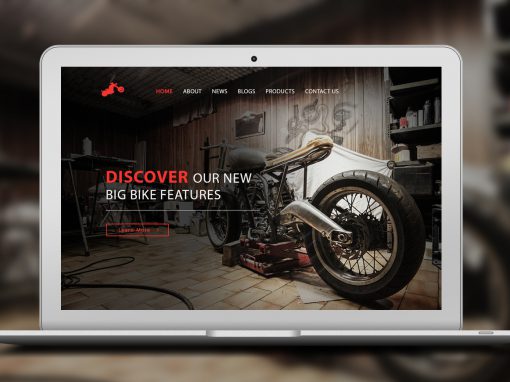 HOME ABOUT NEWS BLOGS PRODUCTS CONTACT US
DISCOVER OUR NEW
BIG BIKE FEATURES
Learn More